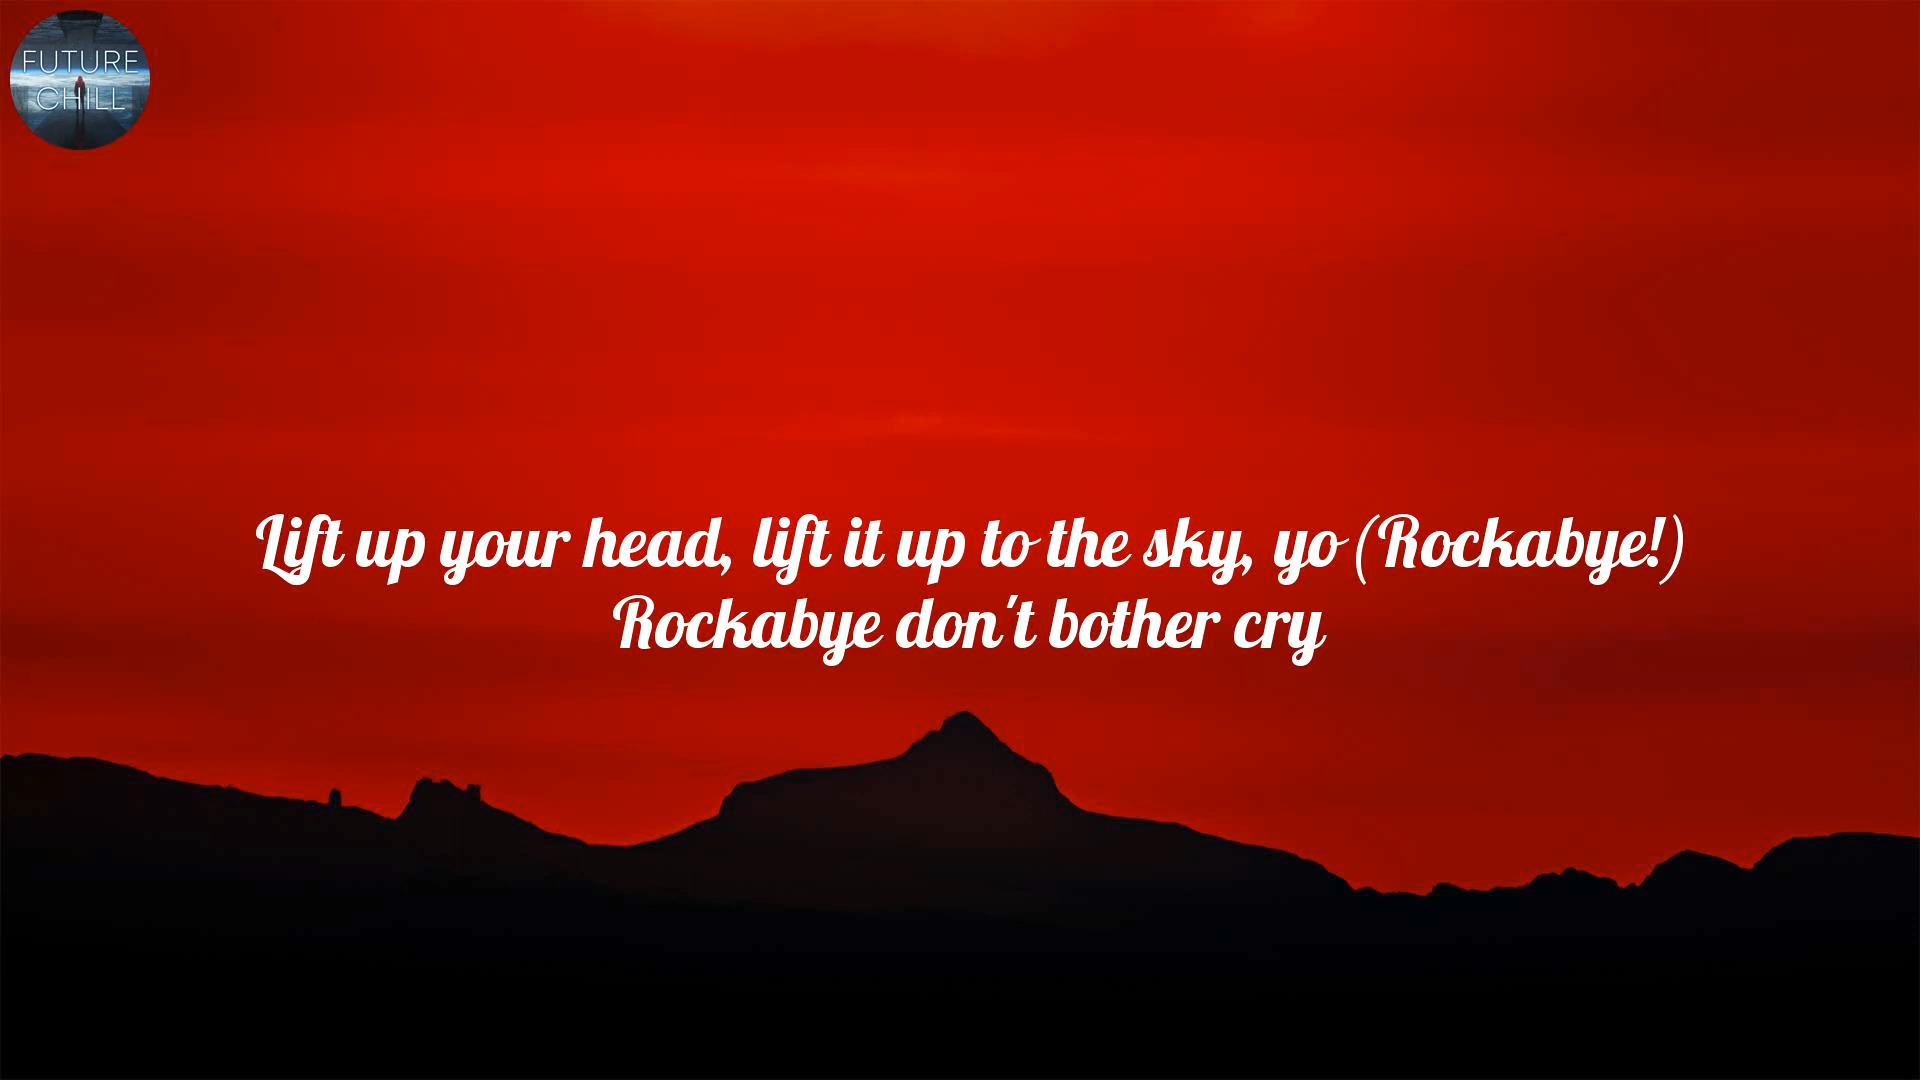 FUTURE
CHILL
Lift up your head, lift it up to the sky, yo (Rockabye!)
Rockabye don't bother cry